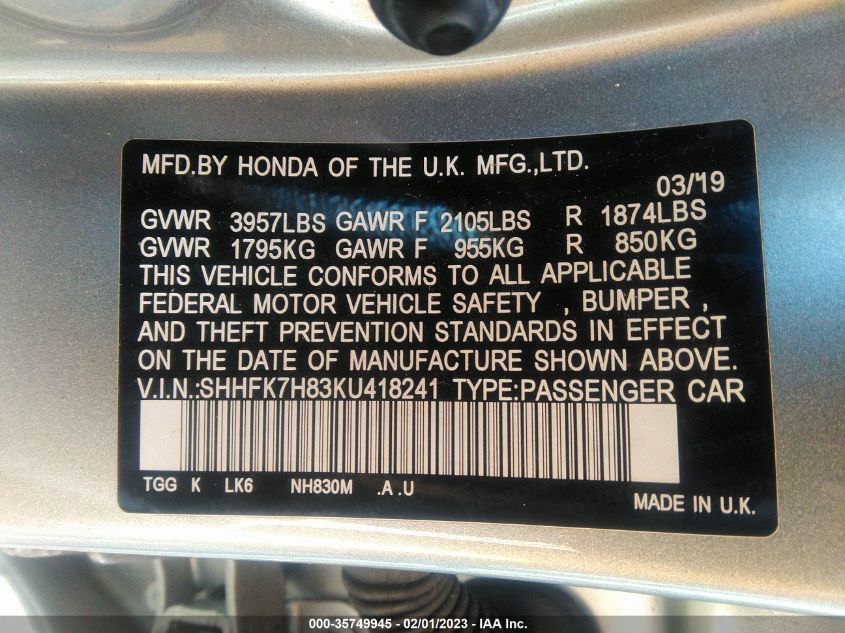 MFD.BY HONDA OF THE U.K. MFG.,LTD.
03/19
GVWR 3957LBS GAWR F 2105LBS R 1874LBS
GVWR 1795KG GAWR F 955KG R 850KG
THIS VEHICLE CONFORMS TO ALL APPLICABLE
FEDERAL MOTOR VEHICLE SAFETY , BUMPER ,
AND THEFT PREVENTION STANDARDS IN EFFECT
ON THE DATE OF MANUFACTURE SHOWN ABOVE.
V.I.N.:SHHFK7H83KU418241 TYPE:PASSENGER CAR
TGG K LK6 NH830M .A .U
MADE IN U.K.
000-35749945 - 02/01/2023 - IAA Inc.